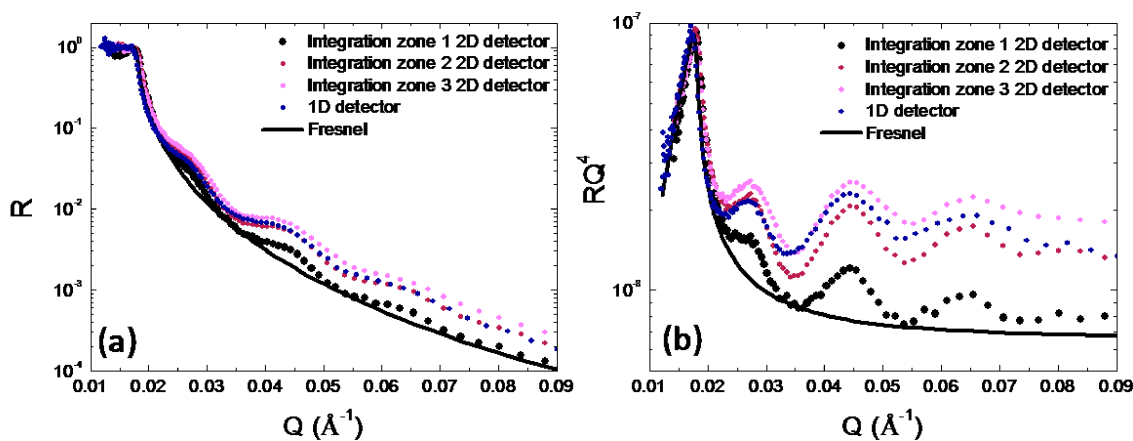 Integration zone 1 2D detector
Integration zone 2 2D detector
Integration zone 3 2D detector
1D detector
Fresnel
R
10⁰
10⁻¹
10⁻²
10⁻³
10⁻⁴
(a)
0.01 0.02 0.03 0.04 0.05 0.06 0.07 0.08 0.09
Q (Å⁻¹)
Integration zone 1 2D detector
Integration zone 2 2D detector
Integration zone 3 2D detector
1D detector
Fresnel
RQ⁴
10⁻⁷
10⁻⁸
(b)
0.01 0.02 0.03 0.04 0.05 0.06 0.07 0.08 0.09
Q (Å⁻¹)